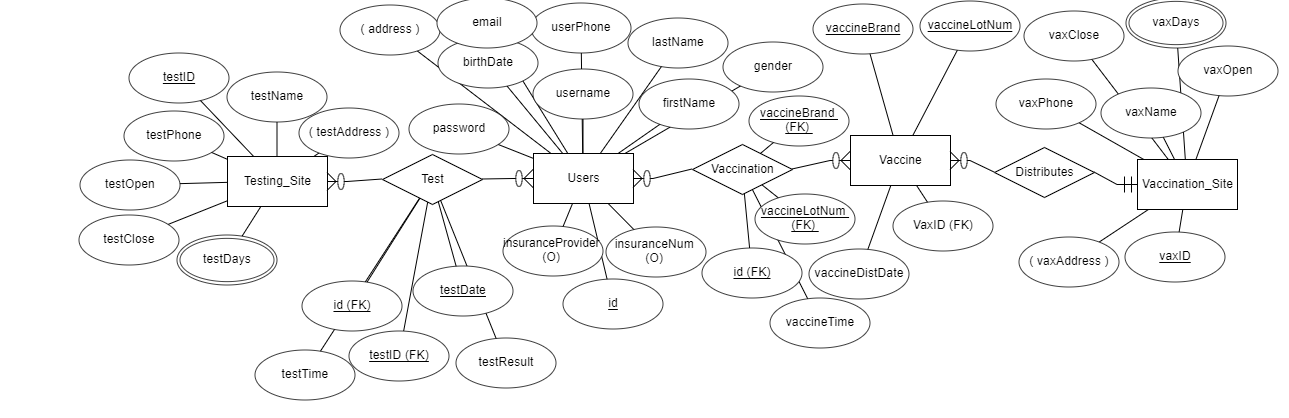 ( address )
email
userPhone
lastName
gender
birthDate
username
firstName
password
vaccineBrand
vaccineLotNum
vaxClose
vaxDays
vaxOpen
vaxPhone
vaxName
testID
testName
testPhone
( testAddress )
testOpen
testClose
testDays
Testing_Site
Test
Users
Vaccination
Vaccine
Distributes
Vaccination_Site
vaccineBrand
(FK)
vaccineLotNum
(FK)
id (FK)
vaccineTime
vaccineDistDate
VaxID (FK)
( vaxAddress )
vaxID
insuranceProvider
(O)
insuranceNum
(O)
id
id (FK)
testDate
testID (FK)
testResult
testTime